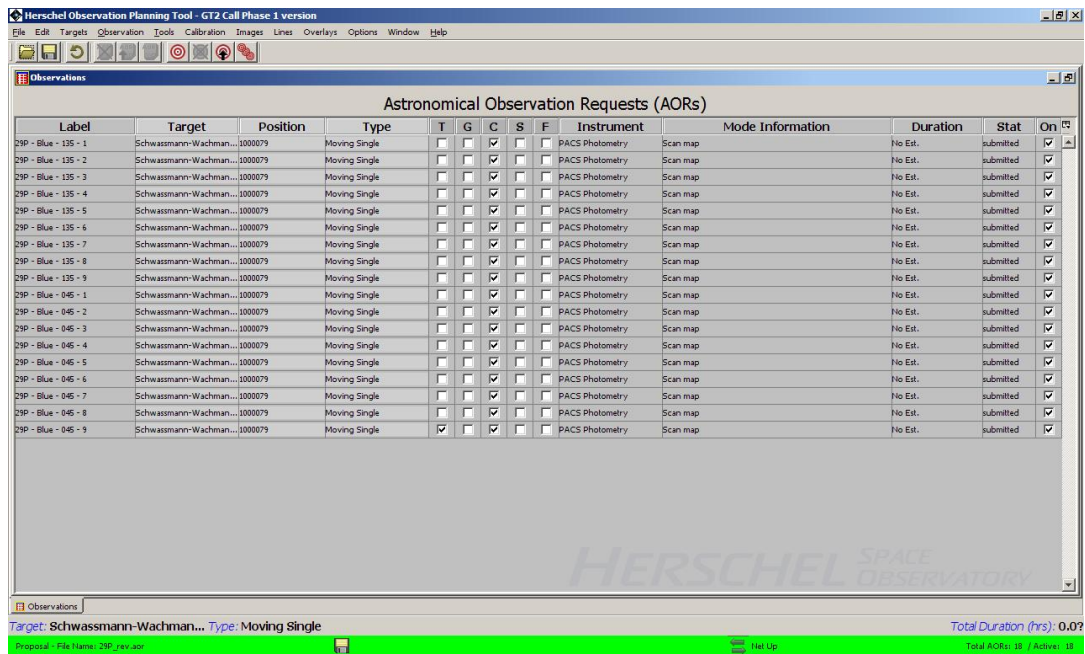 Herschel Observation Planning Tool - GT2 Call Phase 1 version
File Edit Targets Observation Tools Calibration Images Lines Overlays Options Window Help
Observations
Astronomical Observation Requests (AORs)
Label Target Position Type T G C S F Instrument Mode Information Duration Stat On
29P - Blue - 135 - 1 Schwassmann-Wachman... 1000079 Moving Single PACS Photometry Scan map No Est. submitted
29P - Blue - 135 - 2 Schwassmann-Wachman... 1000079 Moving Single PACS Photometry Scan map No Est. submitted
29P - Blue - 135 - 3 Schwassmann-Wachman... 1000079 Moving Single PACS Photometry Scan map No Est. submitted
29P - Blue - 135 - 4 Schwassmann-Wachman... 1000079 Moving Single PACS Photometry Scan map No Est. submitted
29P - Blue - 135 - 5 Schwassmann-Wachman... 1000079 Moving Single PACS Photometry Scan map No Est. submitted
29P - Blue - 135 - 6 Schwassmann-Wachman... 1000079 Moving Single PACS Photometry Scan map No Est. submitted
29P - Blue - 135 - 7 Schwassmann-Wachman... 1000079 Moving Single PACS Photometry Scan map No Est. submitted
29P - Blue - 135 - 8 Schwassmann-Wachman... 1000079 Moving Single PACS Photometry Scan map No Est. submitted
29P - Blue - 135 - 9 Schwassmann-Wachman... 1000079 Moving Single PACS Photometry Scan map No Est. submitted
29P - Blue - 045 - 1 Schwassmann-Wachman... 1000079 Moving Single PACS Photometry Scan map No Est. submitted
29P - Blue - 045 - 2 Schwassmann-Wachman... 1000079 Moving Single PACS Photometry Scan map No Est. submitted
29P - Blue - 045 - 3 Schwassmann-Wachman... 1000079 Moving Single PACS Photometry Scan map No Est. submitted
29P - Blue - 045 - 4 Schwassmann-Wachman... 1000079 Moving Single PACS Photometry Scan map No Est. submitted
29P - Blue - 045 - 5 Schwassmann-Wachman... 1000079 Moving Single PACS Photometry Scan map No Est. submitted
29P - Blue - 045 - 6 Schwassmann-Wachman... 1000079 Moving Single PACS Photometry Scan map No Est. submitted
29P - Blue - 045 - 7 Schwassmann-Wachman... 1000079 Moving Single PACS Photometry Scan map No Est. submitted
29P - Blue - 045 - 8 Schwassmann-Wachman... 1000079 Moving Single PACS Photometry Scan map No Est. submitted
29P - Blue - 045 - 9 Schwassmann-Wachman... 1000079 Moving Single PACS Photometry Scan map No Est. submitted
HERSCHEL SPACE OBSERVATORY
Observations
Target: Schwassmann-Wachman... Type: Moving Single Total Duration (hrs): 0.0?
Proposal - File Name: 29P_rev.aor Net Up Total AORs: 18 / Active: 18